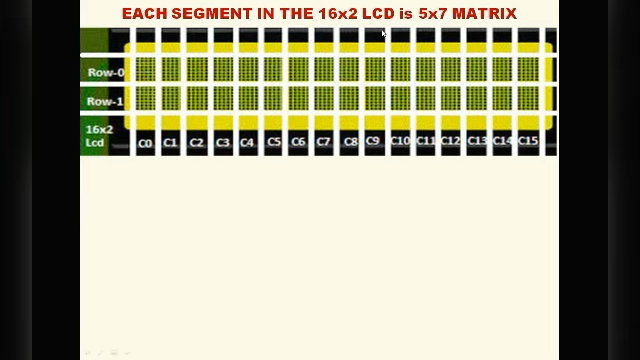 EACH SEGMENT IN THE 16x2 LCD is 5x7 MATRIX
Row-0
Row-1
16x2
Lcd
C0 C1 C2 C3 C4 C5 C6 C7 C8 C9 C10 C11 C12 C13 C14 C15